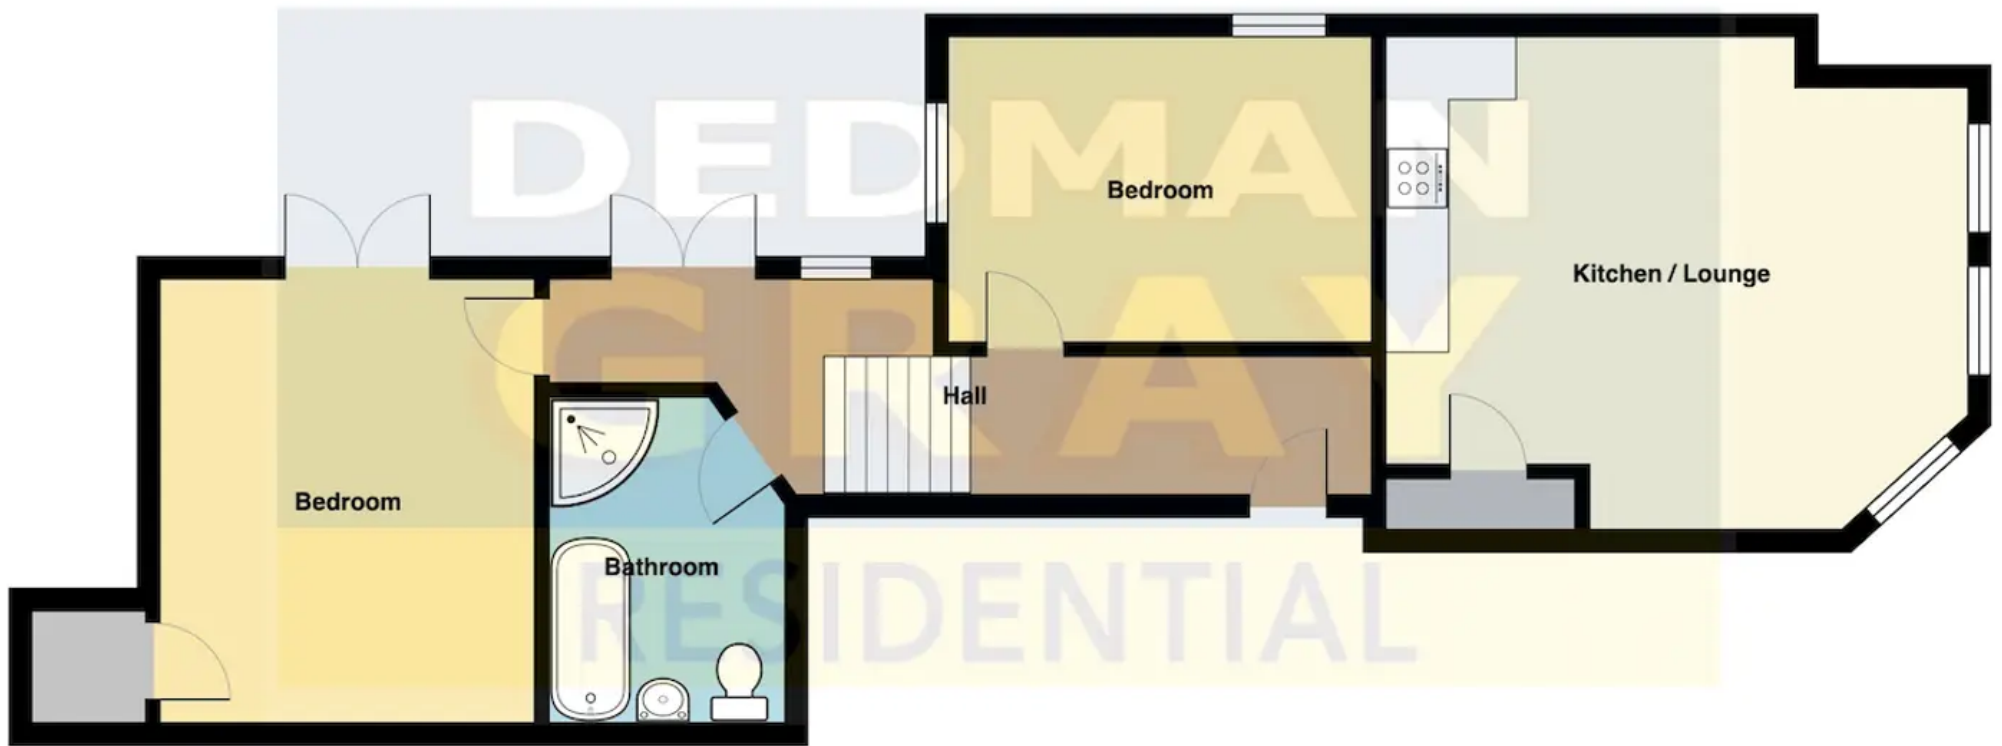 DEDMAN
GRAY
RESIDENTIAL
Bedroom
Kitchen / Lounge
Hall
Bedroom
Bathroom